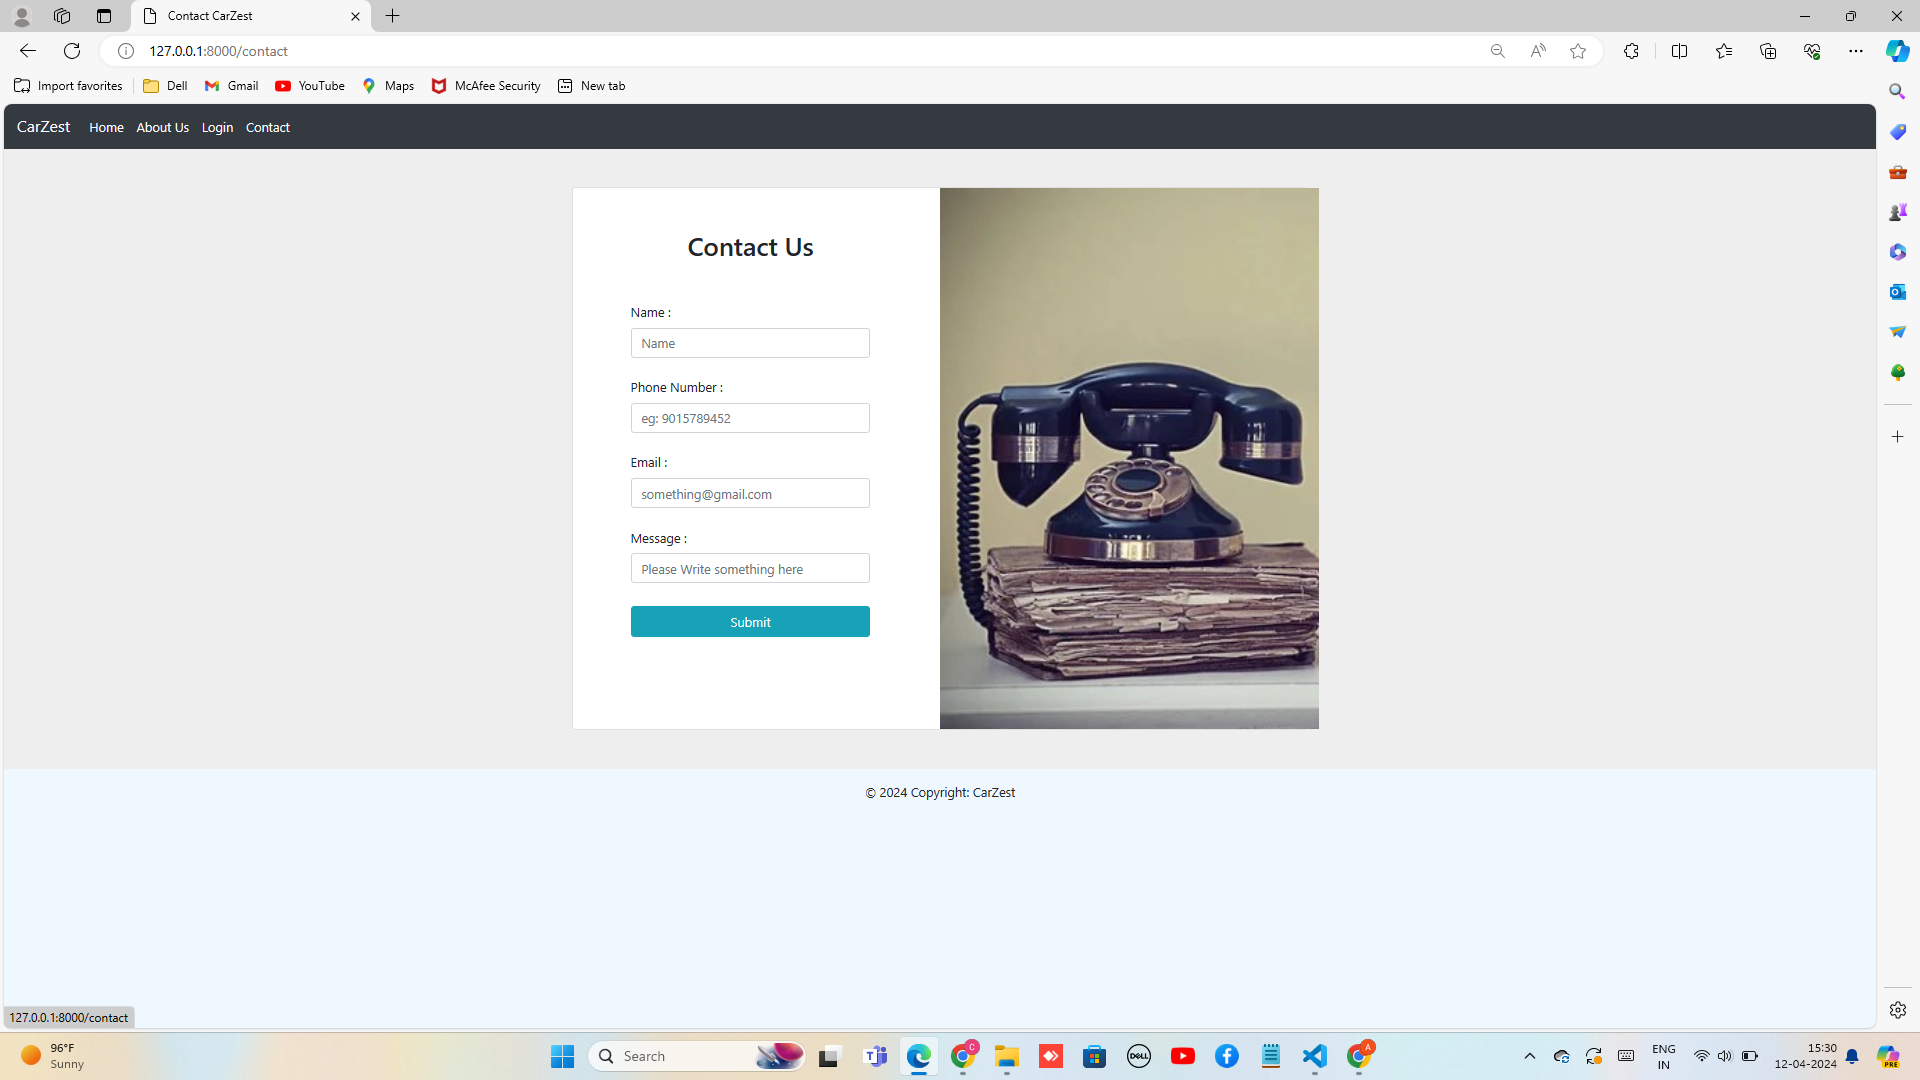 Contact CarZest
127.0.0.1:8000/contact
Import favorites Dell Gmail YouTube Maps McAfee Security New tab
CarZest Home About Us Login Contact
Contact Us
Name :
Name
Phone Number :
eg: 9015789452
Email :
something@gmail.com
Message :
Please Write something here
Submit
© 2024 Copyright: CarZest
127.0.0.1:8000/contact
96°F
Sunny
Search
DELL
C
A
ENG
IN
15:30
12-04-2024
PRE